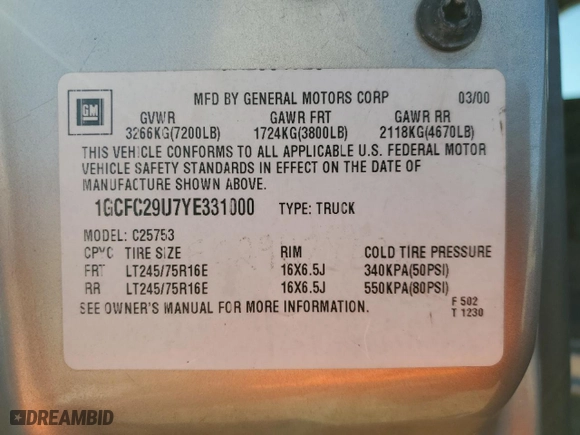 MFD BY GENERAL MOTORS CORP 03/00
GM
GVWR GAWR FRT GAWR RR
3266KG(7200LB) 1724KG(3800LB) 2118KG(4670LB)
THIS VEHICLE CONFORMS TO ALL APPLICABLE U.S. FEDERAL MOTOR
VEHICLE SAFETY STANDARDS IN EFFECT ON THE DATE OF
MANUFACTURE SHOWN ABOVE.
1GCFC29U7YE331000 TYPE: TRUCK
MODEL: C25753
TIRE SIZE RIM COLD TIRE PRESSURE
FRT LT245/75R16E 16X6.5J 340KPA(50PSI)
RR LT245/75R16E 16X6.5J 550KPA(80PSI)
SEE OWNER'S MANUAL FOR MORE INFORMATION.
F 502
T 1230
DREAMBID